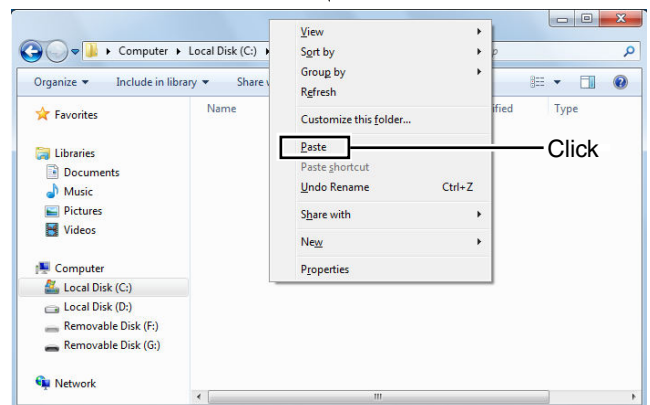 Computer ▸ Local Disk (C:) ▸
Organize ▼ Include in library ▼ Share
Favorites
Libraries
Documents
Music
Pictures
Videos
Computer
Local Disk (C:)
Local Disk (D:)
Removable Disk (F:)
Removable Disk (G:)
Network
Name
Type
View
Sort by
Group by
Refresh
Customize this folder...
Paste
Paste shortcut
Undo Rename Ctrl+Z
Share with
New
Properties
Click